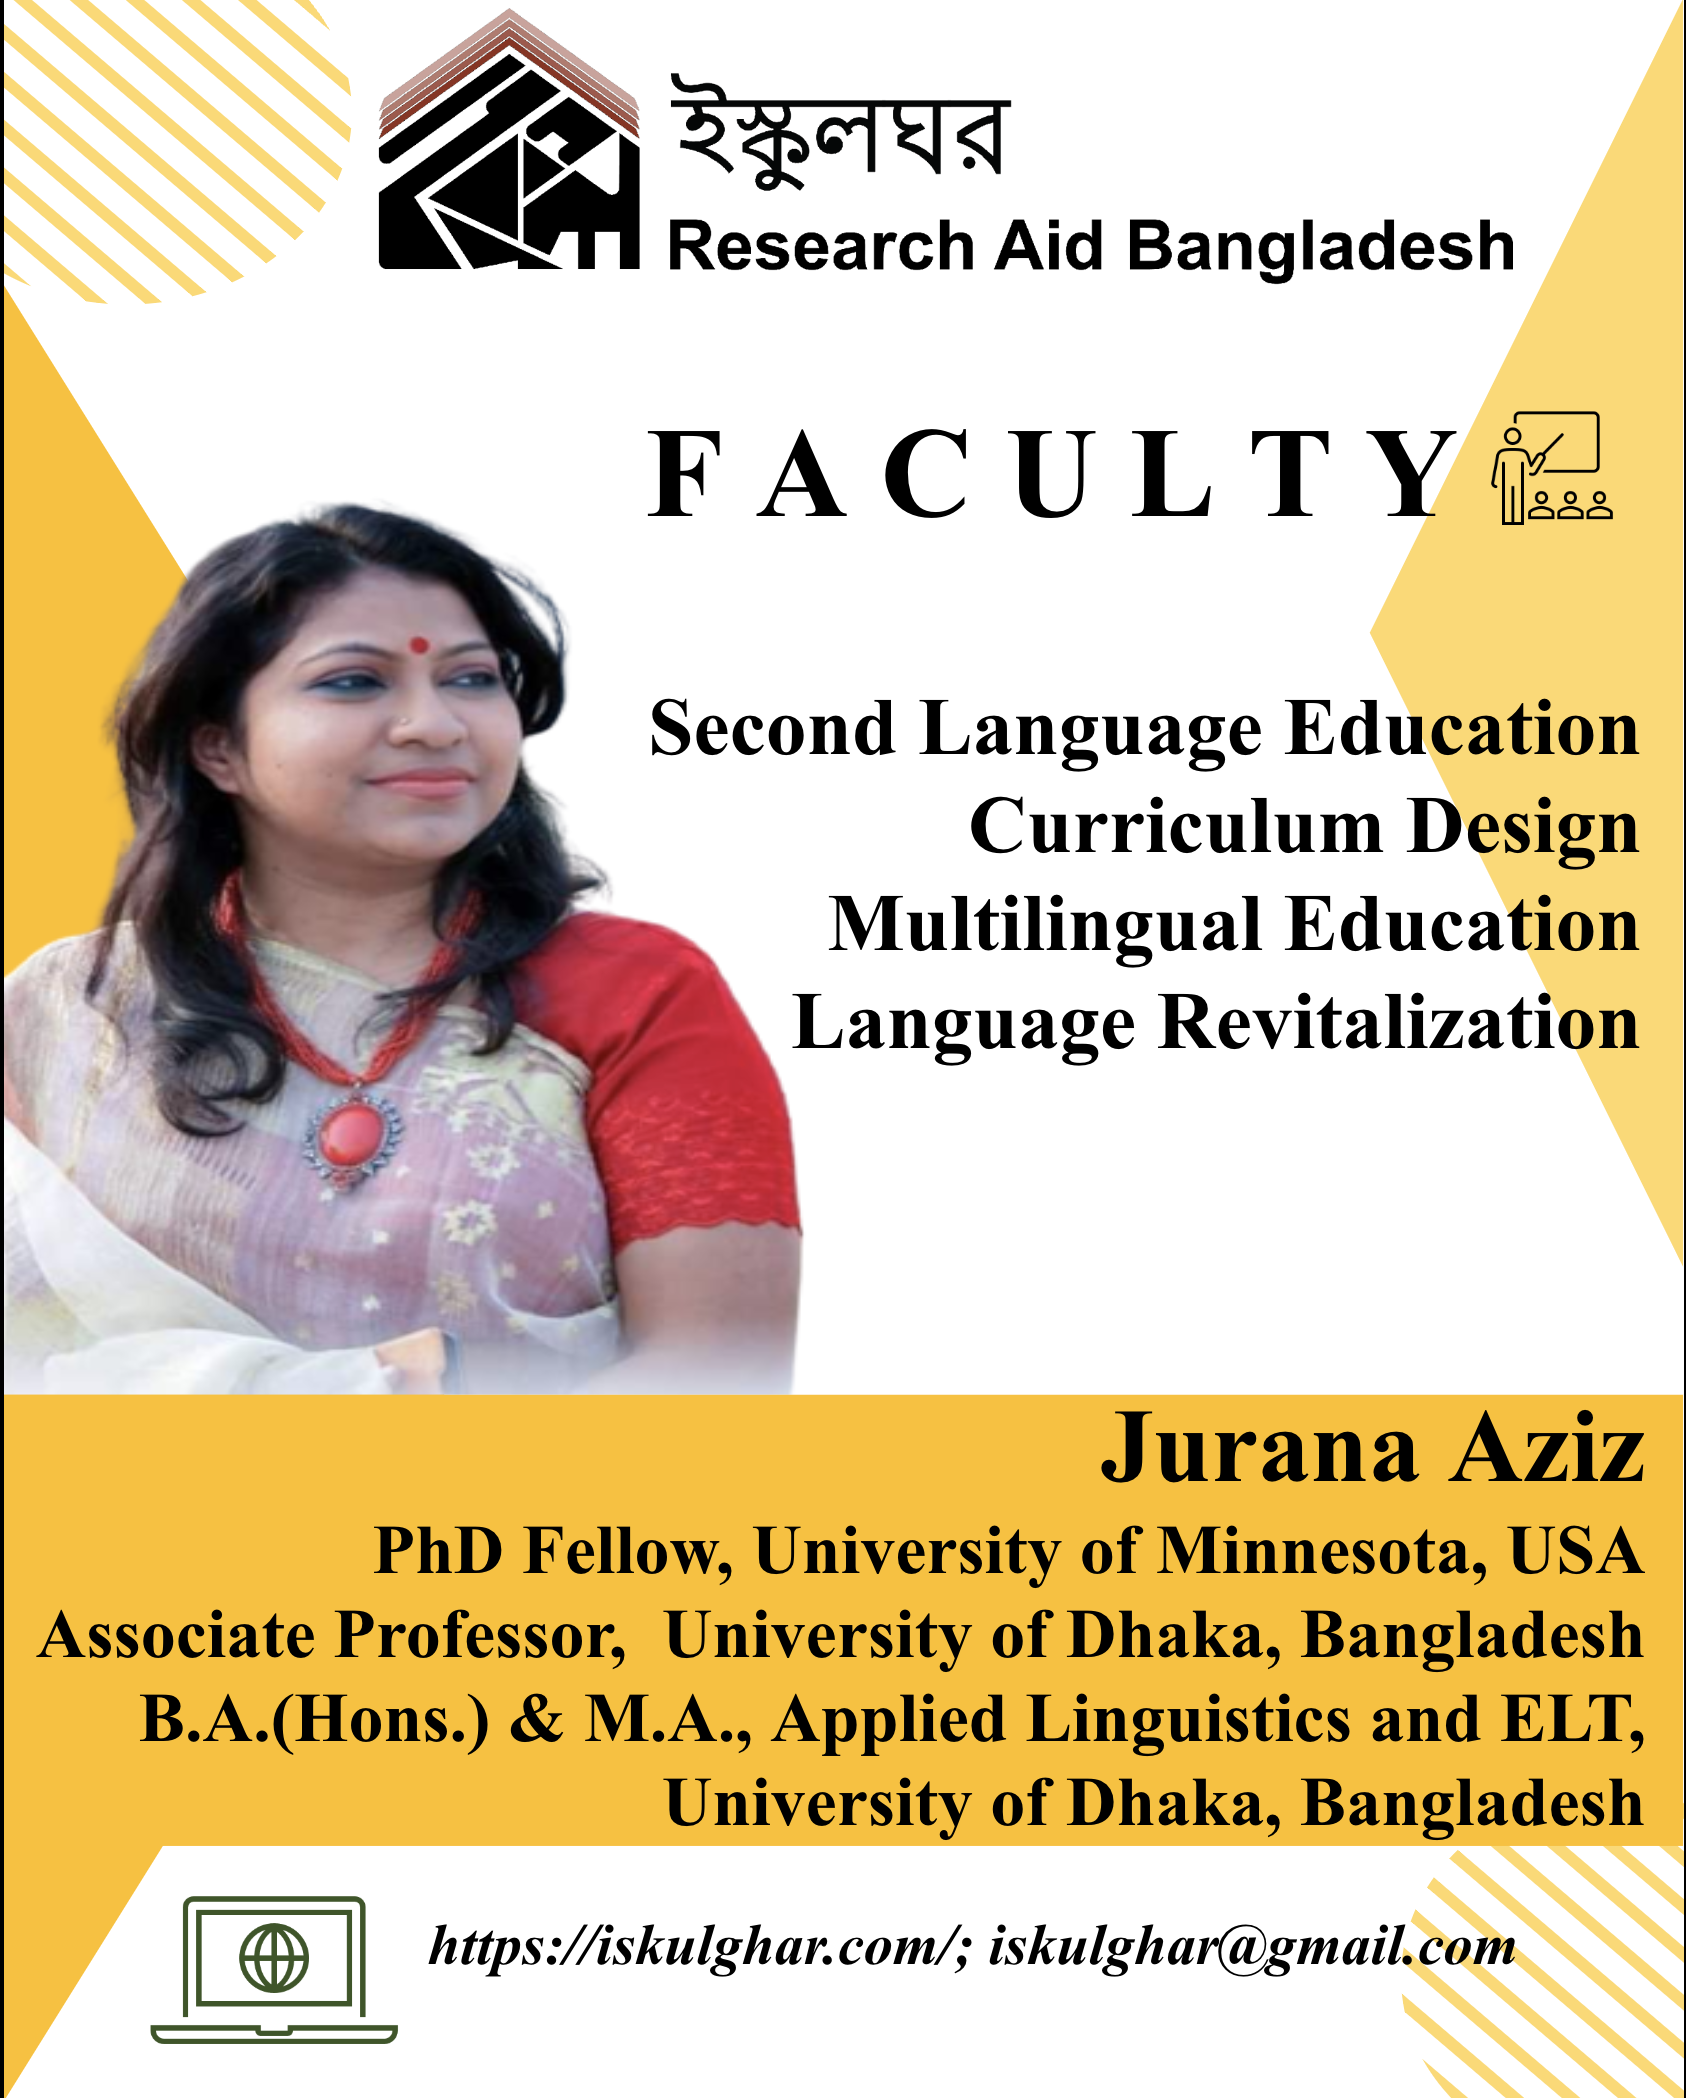 ইস্কুলঘর
Research Aid Bangladesh
FACULTY
Second Language Education
Curriculum Design
Multilingual Education
Language Revitalization
Jurana Aziz
PhD Fellow, University of Minnesota, USA
Associate Professor, University of Dhaka, Bangladesh
B.A.(Hons.) & M.A., Applied Linguistics and ELT,
University of Dhaka, Bangladesh
https://iskulghar.com/; iskulghar@gmail.com